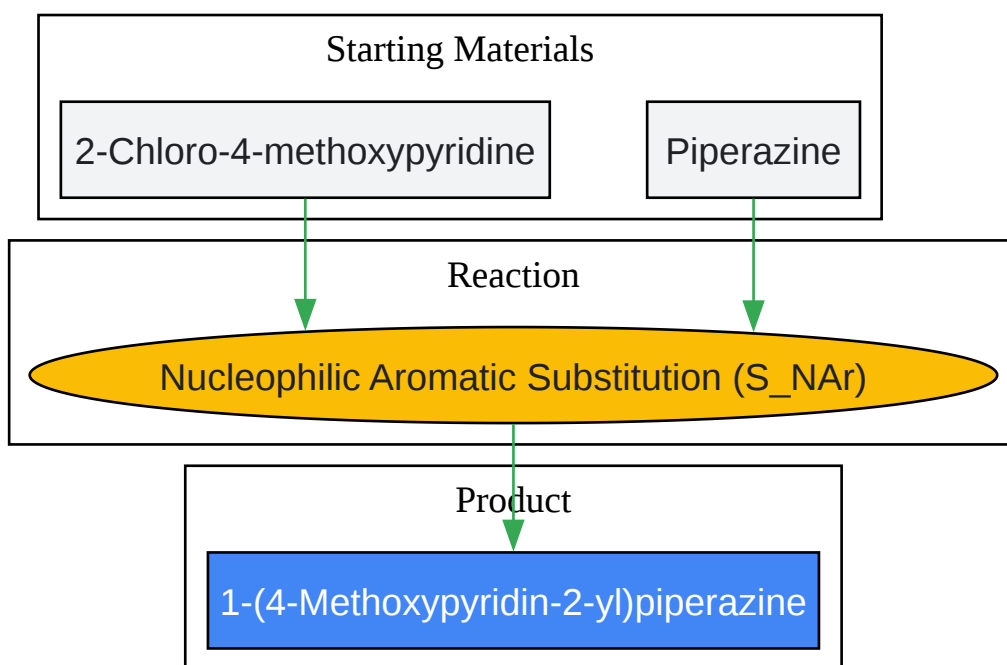 Starting Materials
2-Chloro-4-methoxypyridine
Piperazine
Reaction
Nucleophilic Aromatic Substitution (S_NAr)
Product
1-(4-Methoxypyridin-2-yl)piperazine